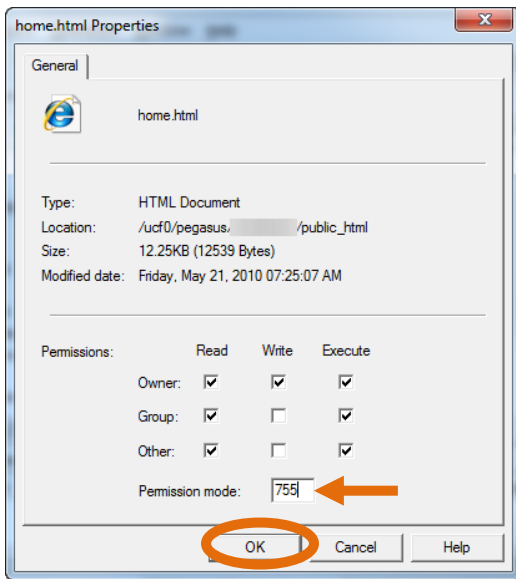 home.html Properties
General
home.html
Type: HTML Document
Location: /ucf0/pegasus/ /public_html
Size: 12.25KB (12539 Bytes)
Modified date: Friday, May 21, 2010 07:25:07 AM
Permissions: Read Write Execute
Owner:
Group:
Other:
Permission mode: 755
OK Cancel Help